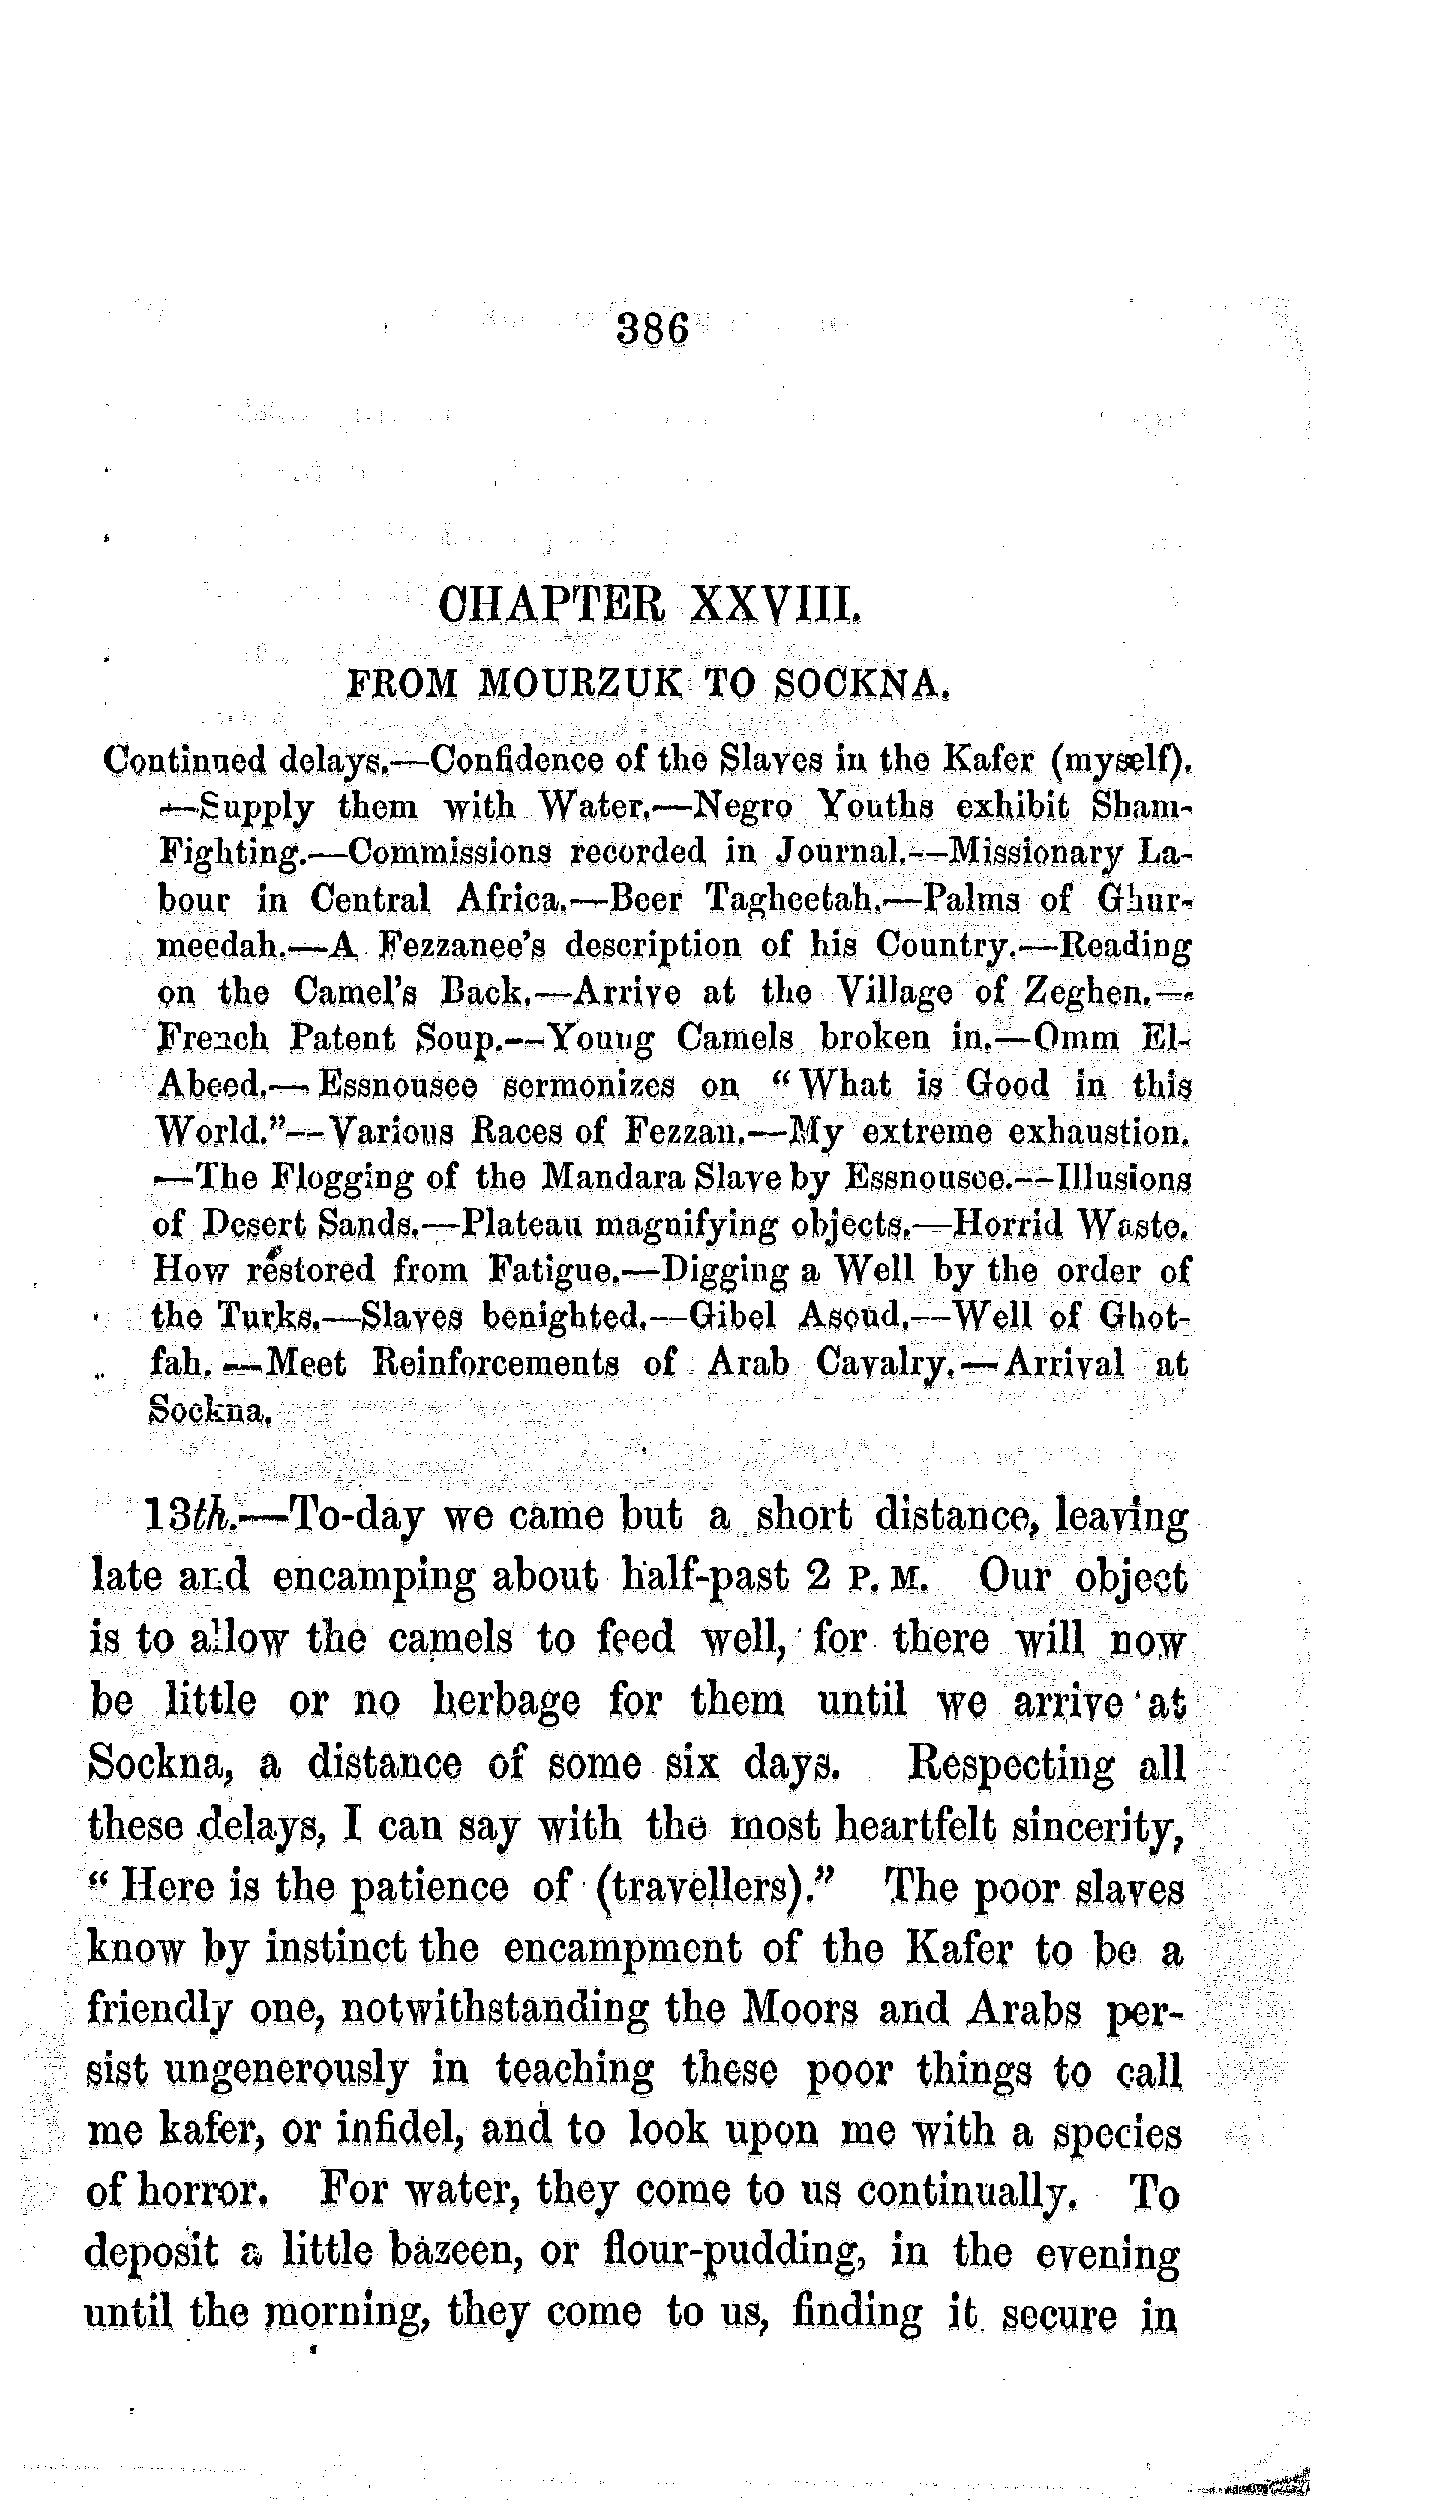 386
CHAPTER XXVIII.
FROM MOURZUK TO SOCKNA.
Continued delays.—Confidence of the Slaves in the Kafer (myself).
—Supply them with Water.—Negro Youths exhibit Sham-
Fighting.—Commissions recorded in Journal.—Missionary La-
bour in Central Africa.—Beer Tagheetah.—Palms of Ghur-
meedah.—A Fezzanee's description of his Country.—Reading
on the Camel's Back.—Arrive at the Village of Zeghen.—
French Patent Soup.—Young Camels broken in.—Omm El-
Abeed.—Essnousee sermonizes on "What is Good in this
World."—Various Races of Fezzan.—My extreme exhaustion.
—The Flogging of the Mandara Slave by Essnousee.—Illusions
of Desert Sands.—Plateau magnifying objects.—Horrid Waste.
How restored from Fatigue.—Digging a Well by the order of
the Turks.—Slaves benighted.—Gibel Asoud.—Well of Ghot-
fah.—Meet Reinforcements of Arab Cavalry.—Arrival at
Sockna.
13th.—To-day we came but a short distance, leaving
late and encamping about half-past 2 P.M. Our object
is to allow the camels to feed well, for there will now
be little or no herbage for them until we arrive at
Sockna, a distance of some six days. Respecting all
these delays, I can say with the most heartfelt sincerity,
"Here is the patience of (travellers)." The poor slaves
know by instinct the encampment of the Kafer to be a
friendly one, notwithstanding the Moors and Arabs per-
sist ungenerously in teaching these poor things to call
me kafer, or infidel, and to look upon me with a species
of horror. For water, they come to us continually. To
deposit a little bazeen, or flour-pudding, in the evening
until the morning, they come to us, finding it secure in